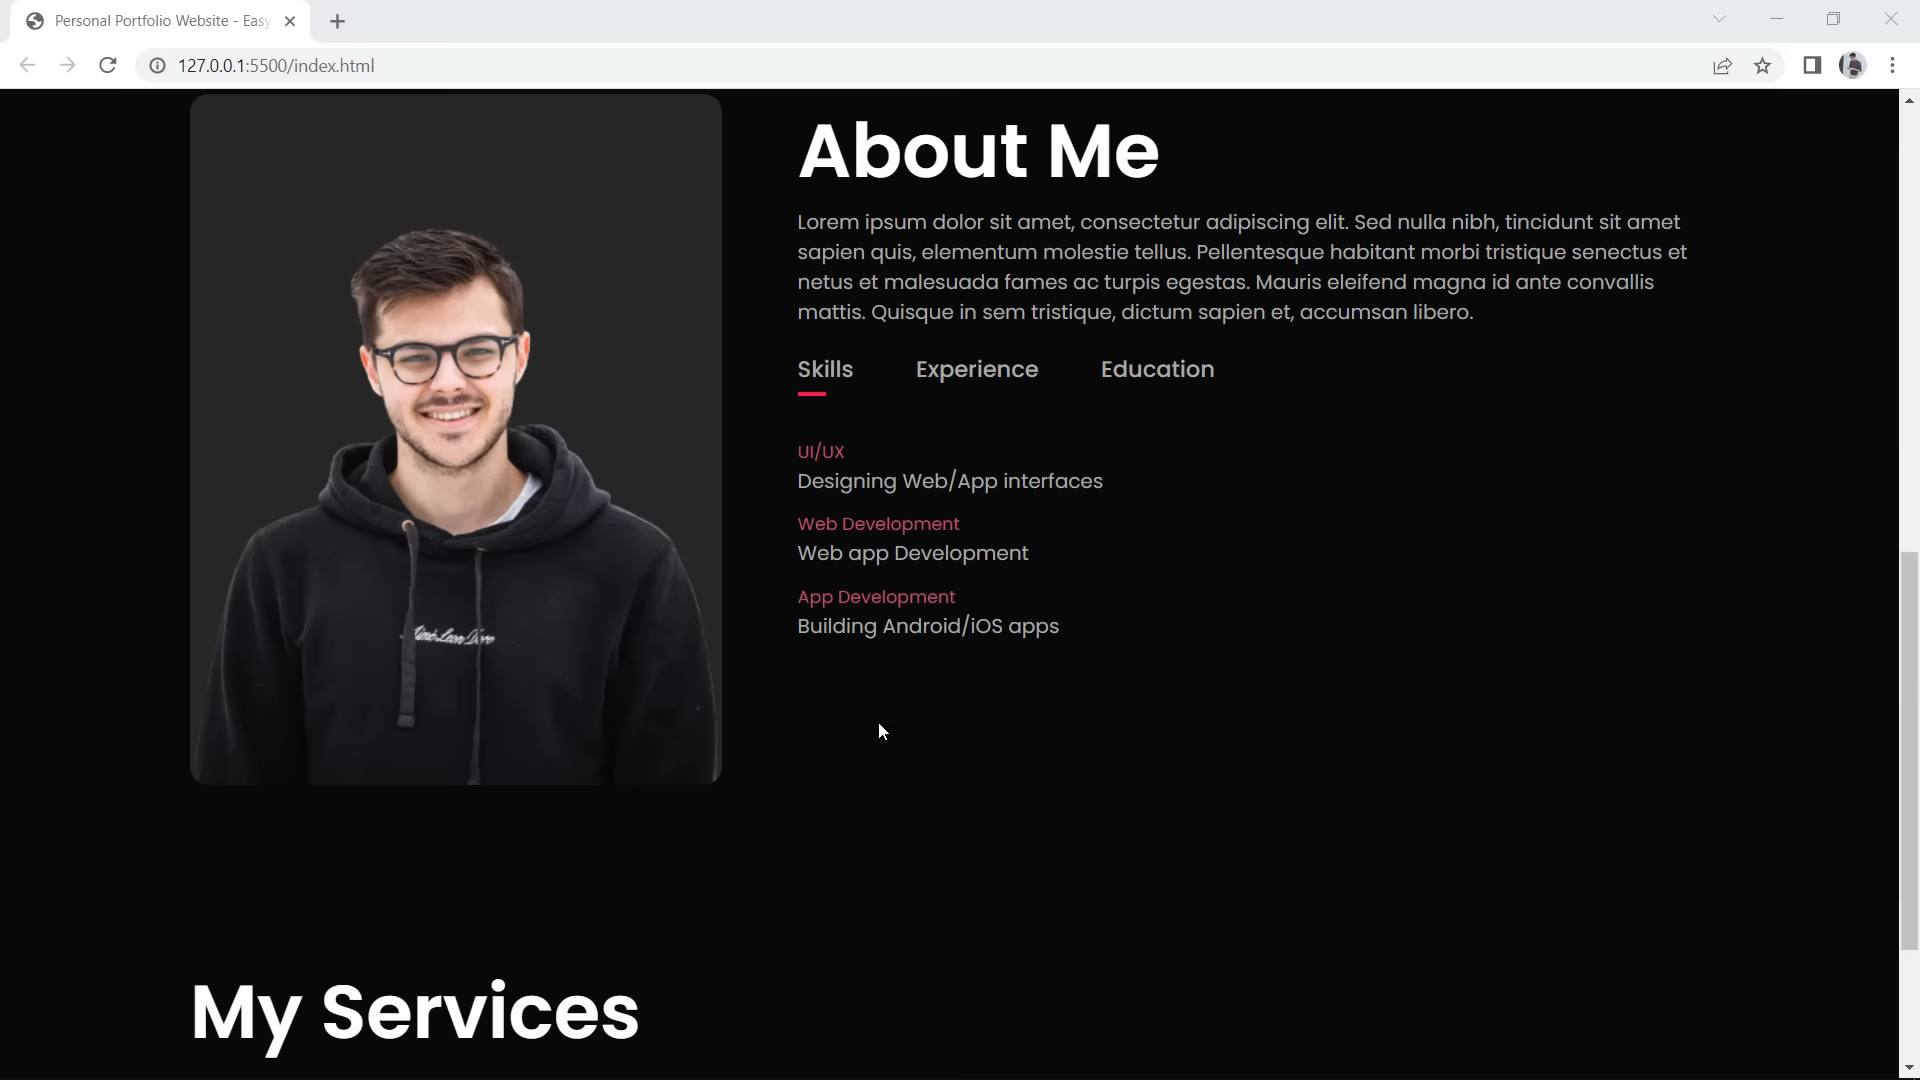 Personal Portfolio Website - Easy
127.0.0.1:5500/index.html
About Me
Lorem ipsum dolor sit amet, consectetur adipiscing elit. Sed nulla nibh, tincidunt sit amet
sapien quis, elementum molestie tellus. Pellentesque habitant morbi tristique senectus et
netus et malesuada fames ac turpis egestas. Mauris eleifend magna id ante convallis
mattis. Quisque in sem tristique, dictum sapien et, accumsan libero.
Skills Experience Education
UI/UX
Designing Web/App interfaces
Web Development
Web app Development
App Development
Building Android/iOS apps
My Services